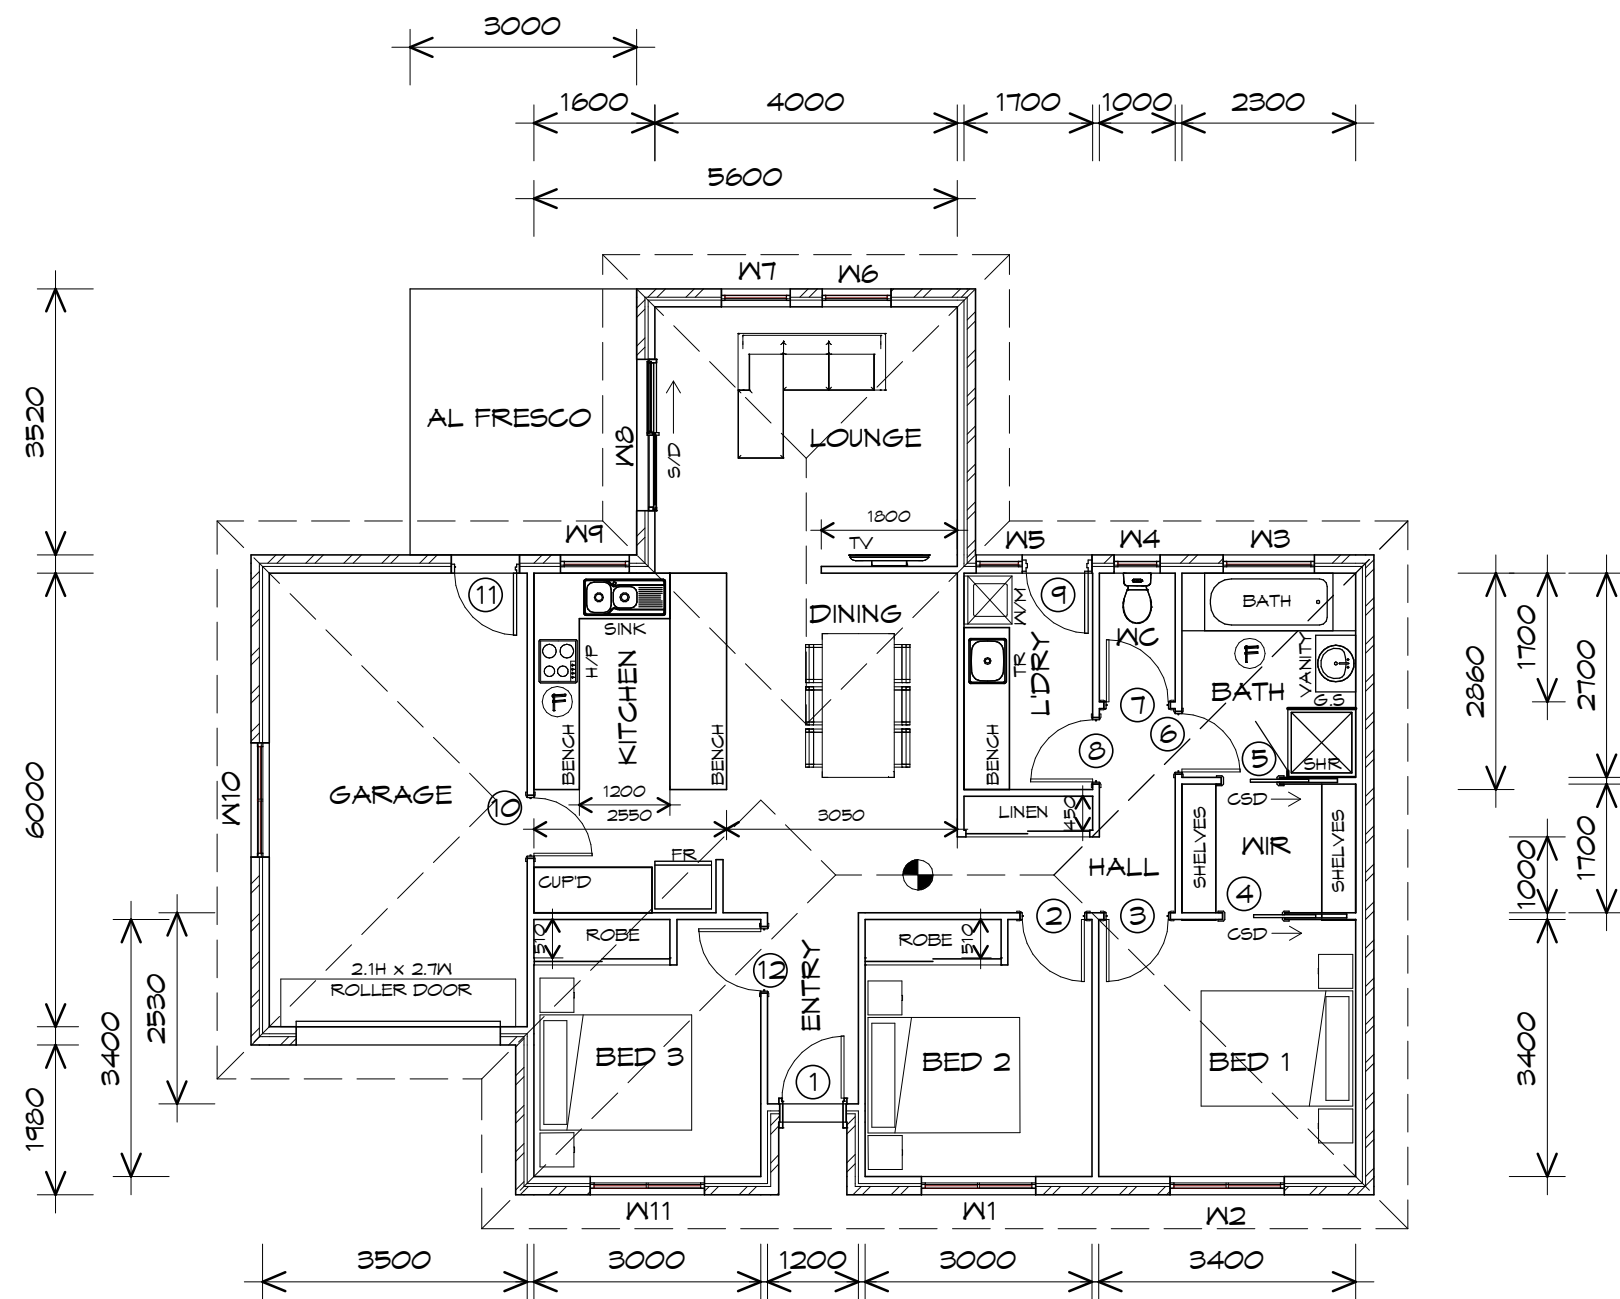 3000
1600
4000
1700
1000
2300
5600
W7
W6
3520
AL FRESCO
W8
S/D
LOUNGE
1800
TV
W9
W5
W4
W3
11
SINK
H/P
F
KITCHEN
BENCH
BENCH
DINING
W/M
9
TR
L'DRY
BENCH
WC
BATH
F
VANITY
BATH
G.S
7
6
8
5
SHR
1700
2700
2860
6000
W10
GARAGE
10
1200
2550
3050
LINEN
450
CSD
SHELVES
WIR
SHELVES
1700
1000
HALL
FR
CUP'D
4
2
3
CSD
510
ROBE
ROBE
510
12
ENTRY
2.1H x 2.7W
ROLLER DOOR
2530
3400
1980
3400
BED 3
1
BED 2
BED 1
W11
W1
W2
3500
3000
1200
3000
3400